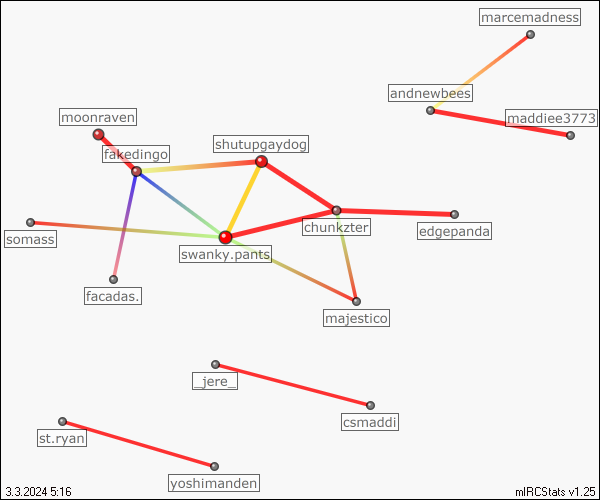 marcemadness
andnewbees
maddiee3773
moonraven
shutupgaydog
fakedingo
chunkzter
edgepanda
somass
swanky.pants
facadas.
majestico
_jere_
csmaddi
st.ryan
yoshimanden
3.3.2024 5:16
mIRCStats v1.25